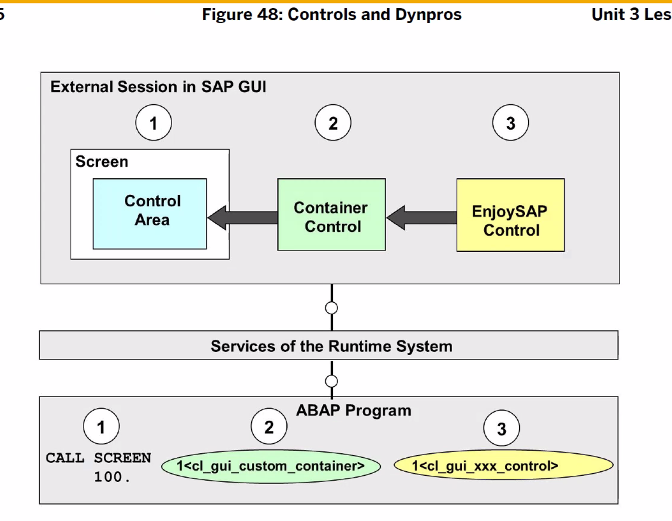 5
Figure 48: Controls and Dynpros
Unit 3 Les
External Session in SAP GUI
1
2
3
Screen
Control
Area
Container
Control
EnjoySAP
Control
Services of the Runtime System
ABAP Program
1
2
3
CALL SCREEN
100.
1<cl_gui_custom_container>
1<cl_gui_xxx_control>